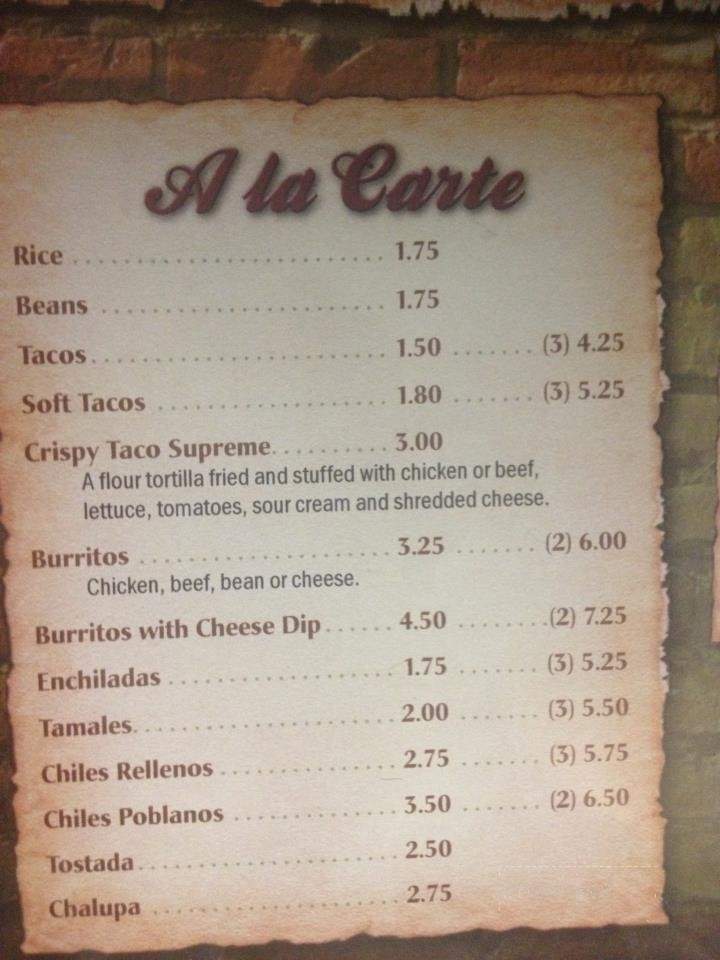 A la Carte
Rice ........................ 1.75
Beans ...................... 1.75
Tacos ....................... 1.50 ....... (3) 4.25
Soft Tacos .................. 1.80 ....... (3) 5.25
Crispy Taco Supreme.......... 3.00
A flour tortilla fried and stuffed with chicken or beef,
lettuce, tomatoes, sour cream and shredded cheese.
Burritos .................... 3.25 ....... (2) 6.00
Chicken, beef, bean or cheese.
Burritos with Cheese Dip ...... 4.50 ........(2) 7.25
Enchiladas .................. 1.75 ....... (3) 5.25
Tamales...................... 2.00 ....... (3) 5.50
Chiles Rellenos .............. 2.75 ....... (3) 5.75
Chiles Poblanos ............. 3.50 ....... (2) 6.50
Tostada ..................... 2.50
Chalupa .................... 2.75